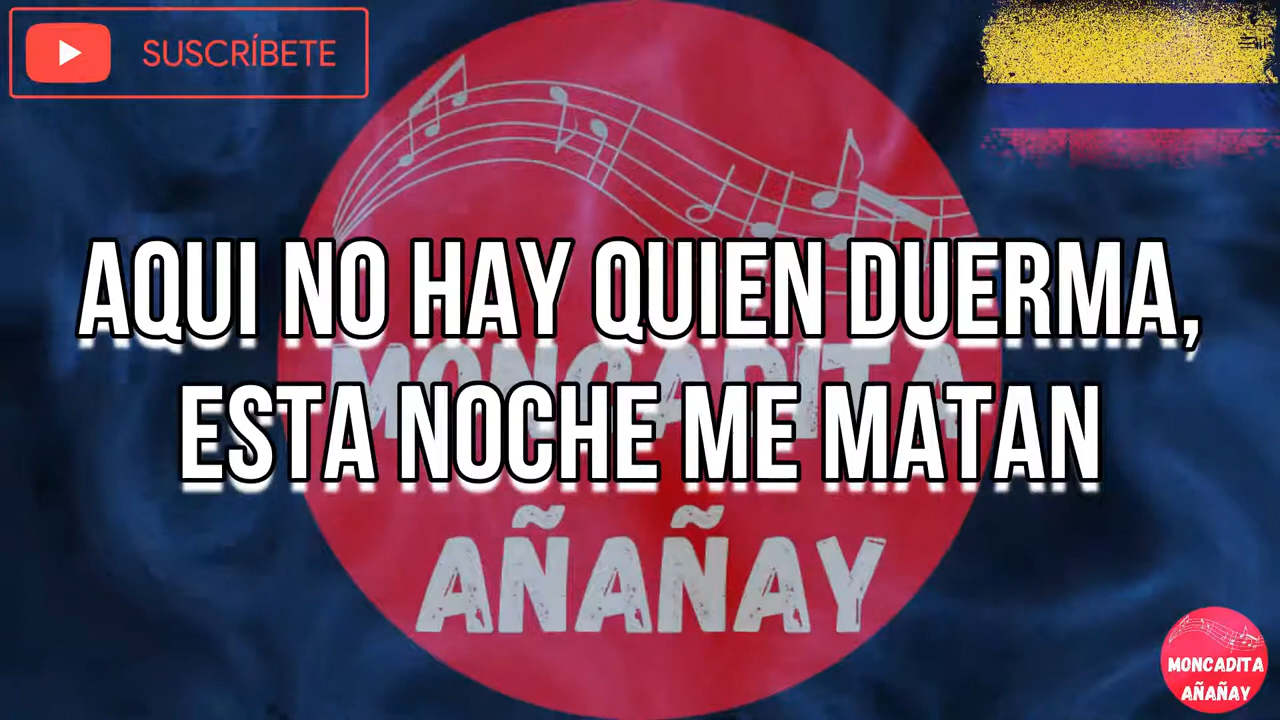 SUSCRÍBETE
AQUI NO HAY QUIEN DUERMA,
MONCADITA
ESTA NOCHE ME MATAN
AÑAÑAY
MONCADITA
AÑAÑAY